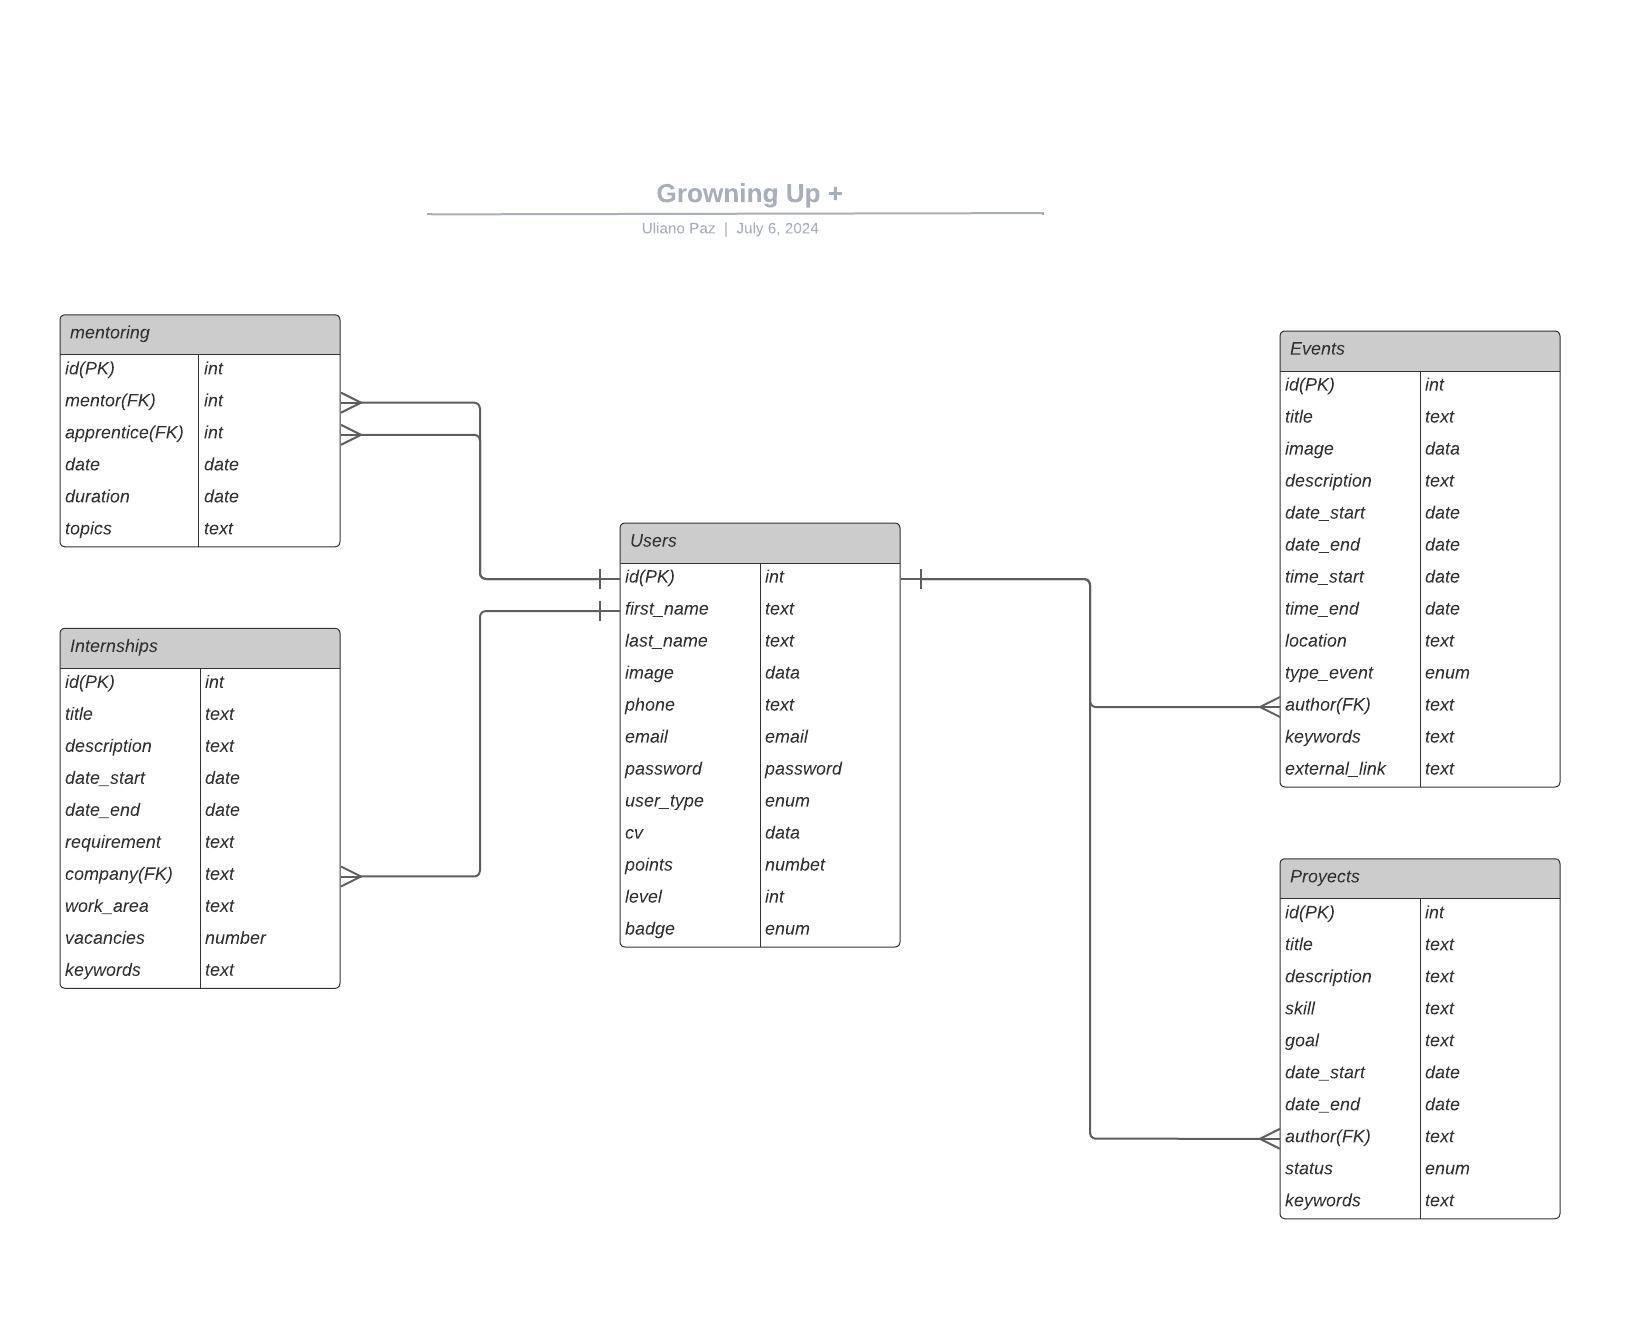 Growning Up +
Uliano Paz | July 6, 2024
mentoring
id(PK) int
mentor(FK) int
apprentice(FK) int
date date
duration date
topics text
Internships
id(PK) int
title text
description text
date_start date
date_end date
requirement text
company(FK) text
work_area text
vacancies number
keywords text
Users
id(PK) int
first_name text
last_name text
image data
phone text
email email
password password
user_type enum
cv data
points numbet
level int
badge enum
Events
id(PK) int
title text
image data
description text
date_start date
date_end date
time_start date
time_end date
location text
type_event enum
author(FK) text
keywords text
external_link text
Proyects
id(PK) int
title text
description text
skill text
goal text
date_start date
date_end date
author(FK) text
status enum
keywords text